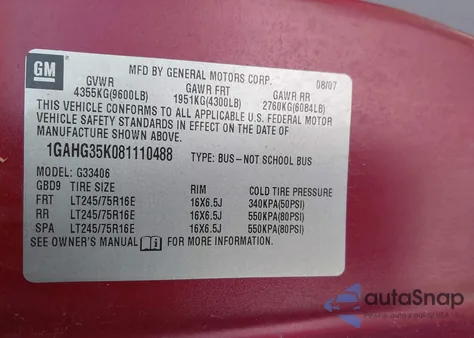 GM
MFD BY GENERAL MOTORS CORP. 08/07
GVWR GAWR FRT GAWR RR
4355KG(9600LB) 1951KG(4300LB) 2760KG(6084LB)
THIS VEHICLE CONFORMS TO ALL APPLICABLE U.S. FEDERAL MOTOR
VEHICLE SAFETY STANDARDS IN EFFECT ON THE DATE OF
MANUFACTURE SHOWN ABOVE.
1GAHG35K081110488 TYPE: BUS–NOT SCHOOL BUS
MODEL: G33406
GBD9 TIRE SIZE RIM COLD TIRE PRESSURE
FRT LT245/75R16E 16X6.5J 340KPA(50PSI)
RR LT245/75R16E 16X6.5J 550KPA(80PSI)
SPA LT245/75R16E 16X6.5J 550KPA(80PSI)
SEE OWNER'S MANUAL FOR MORE INFORMATION.
autoSnap